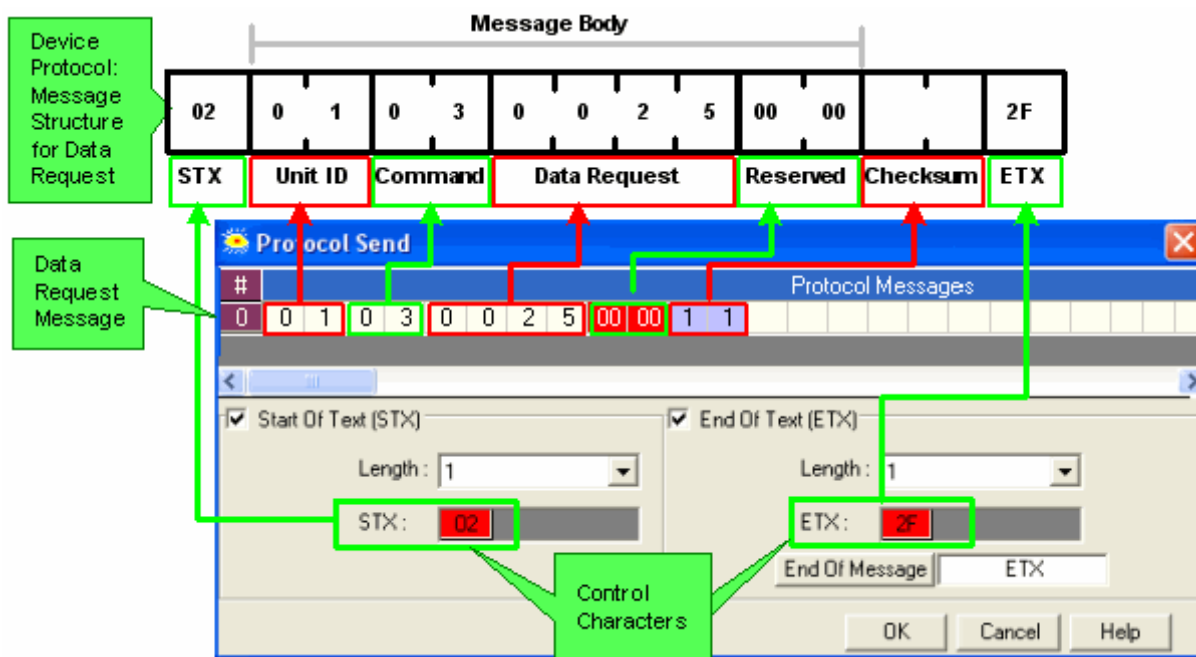 Message Body
Device
Protocol:
Message
Structure
for Data
Request
02 0 1 0 3 0 0 2 5 00 00 2F
STX Unit ID Command Data Request Reserved Checksum ETX
Protocol Send
Data
Request
Message
# Protocol Messages
0 0 1 0 3 0 0 2 5 00 00 1 1
Start Of Text (STX) End Of Text (ETX)
Length : 1 Length : 1
STX : 02 ETX : 2F
End Of Message ETX
Control
Characters
OK Cancel Help